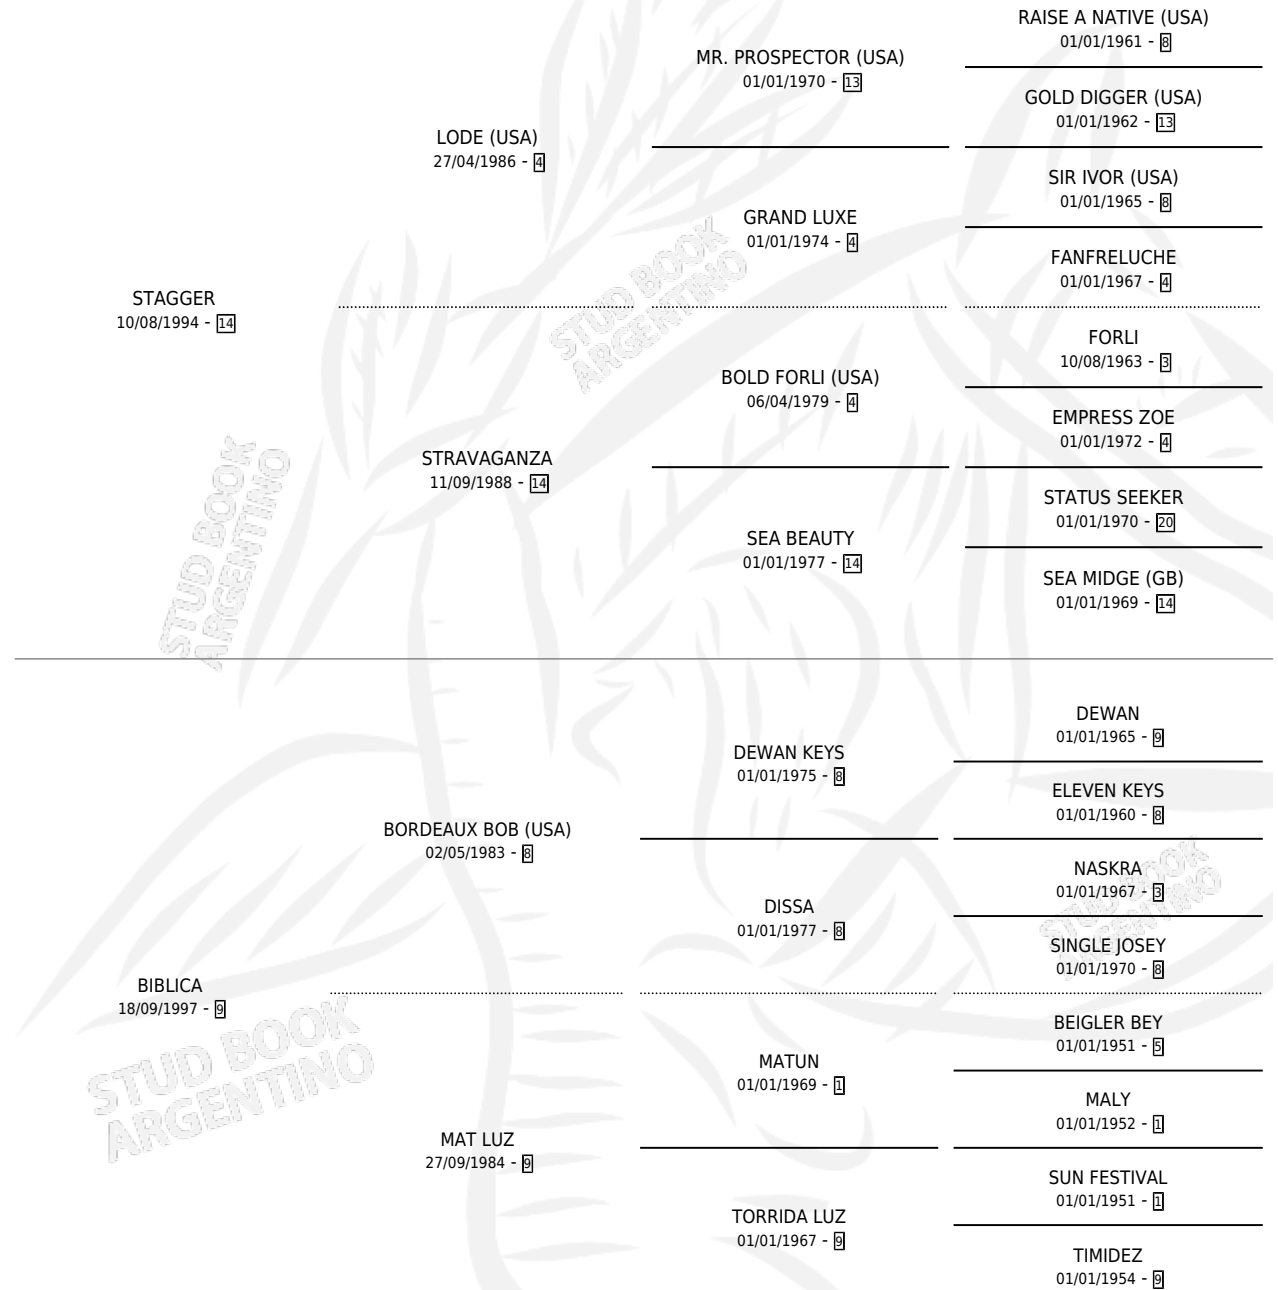 RAISE A NATIVE (USA)
01/01/1961 - 8
MR. PROSPECTOR (USA)
01/01/1970 - 13
GOLD DIGGER (USA)
01/01/1962 - 13
LODE (USA)
27/04/1986 - 4
SIR IVOR (USA)
01/01/1965 - 8
GRAND LUXE
01/01/1974 - 4
FANFRELUCHE
01/01/1967 - 4
STAGGER
10/08/1994 - 14
FORLI
10/08/1963 - 3
BOLD FORLI (USA)
06/04/1979 - 4
EMPRESS ZOE
01/01/1972 - 4
STRAVAGANZA
11/09/1988 - 14
STATUS SEEKER
01/01/1970 - 20
SEA BEAUTY
01/01/1977 - 14
SEA MIDGE (GB)
01/01/1969 - 14
DEWAN
01/01/1965 - 9
DEWAN KEYS
01/01/1975 - 8
ELEVEN KEYS
01/01/1960 - 8
BORDEAUX BOB (USA)
02/05/1983 - 8
NASKRA
01/01/1967 - 3
DISSA
01/01/1977 - 8
SINGLE JOSEY
01/01/1970 - 8
BIBLICA
18/09/1997 - 9
BEIGLER BEY
01/01/1951 - 5
MATUN
01/01/1969 - 1
MALY
01/01/1952 - 1
MAT LUZ
27/09/1984 - 9
SUN FESTIVAL
01/01/1951 - 1
TORRIDA LUZ
01/01/1967 - 9
TIMIDEZ
01/01/1954 - 9
STUD BOOK
ARGENTINO
STUD BOOK
ARGENTINO
STUD BOOK
ARGENTINO
STUD BOOK
ARGENTINO